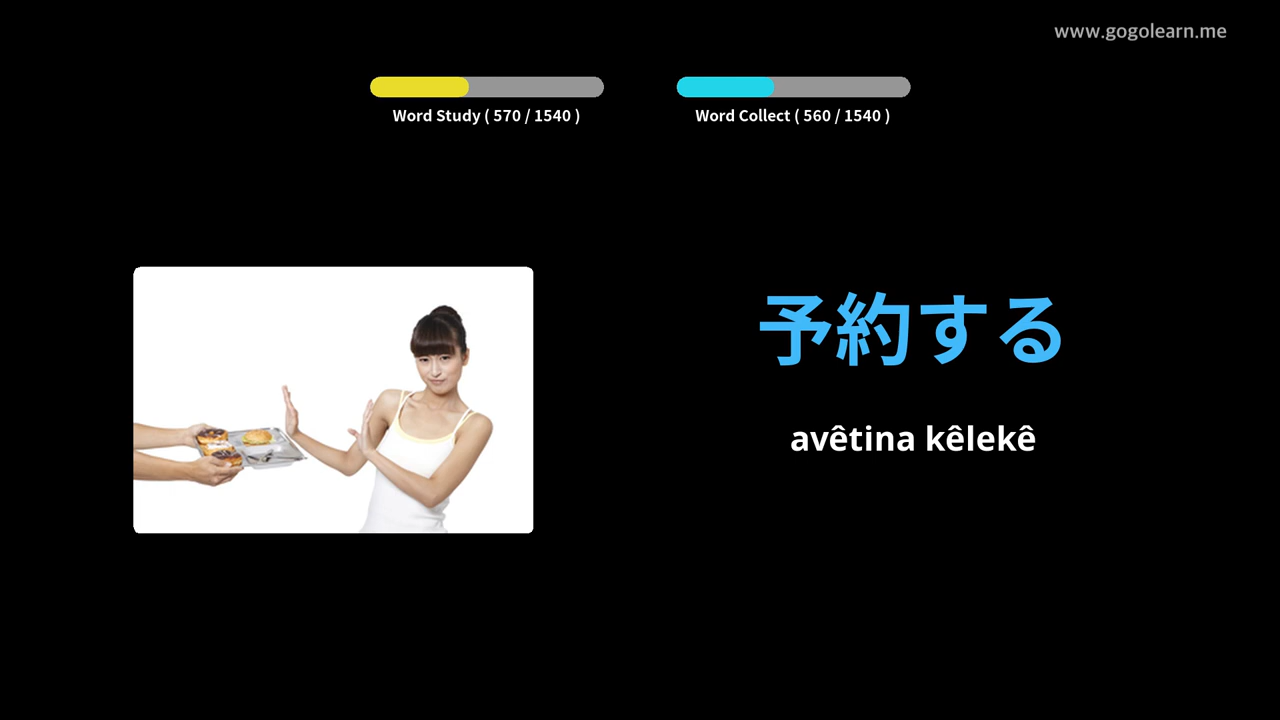 www.gogolearn.me
Word Study ( 570 / 1540 )
Word Collect ( 560 / 1540 )
予約する
avêtina kêlekê